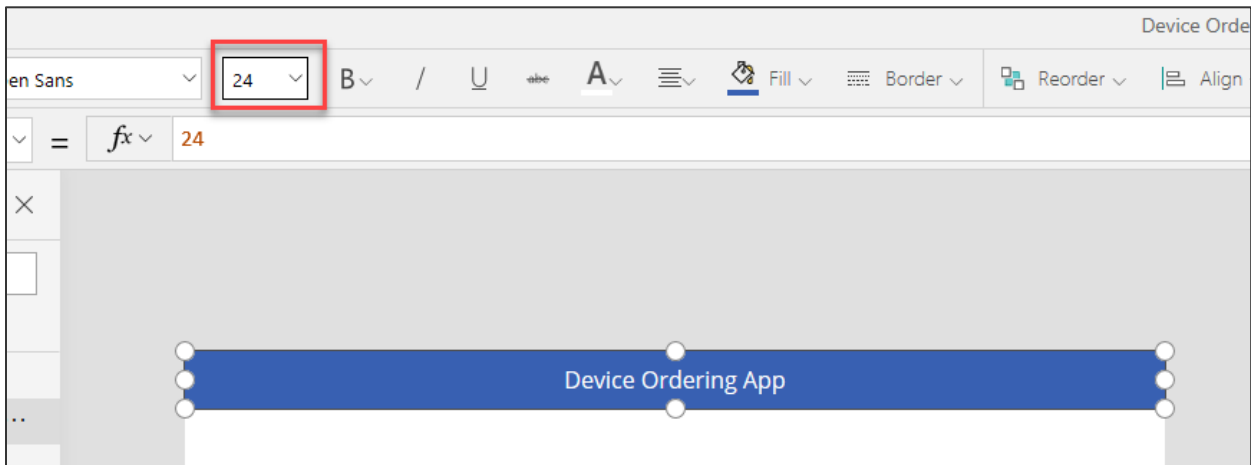 Device Orde
en Sans 24 B / U abc A Fill Border Reorder Align
= fx 24
Device Ordering App